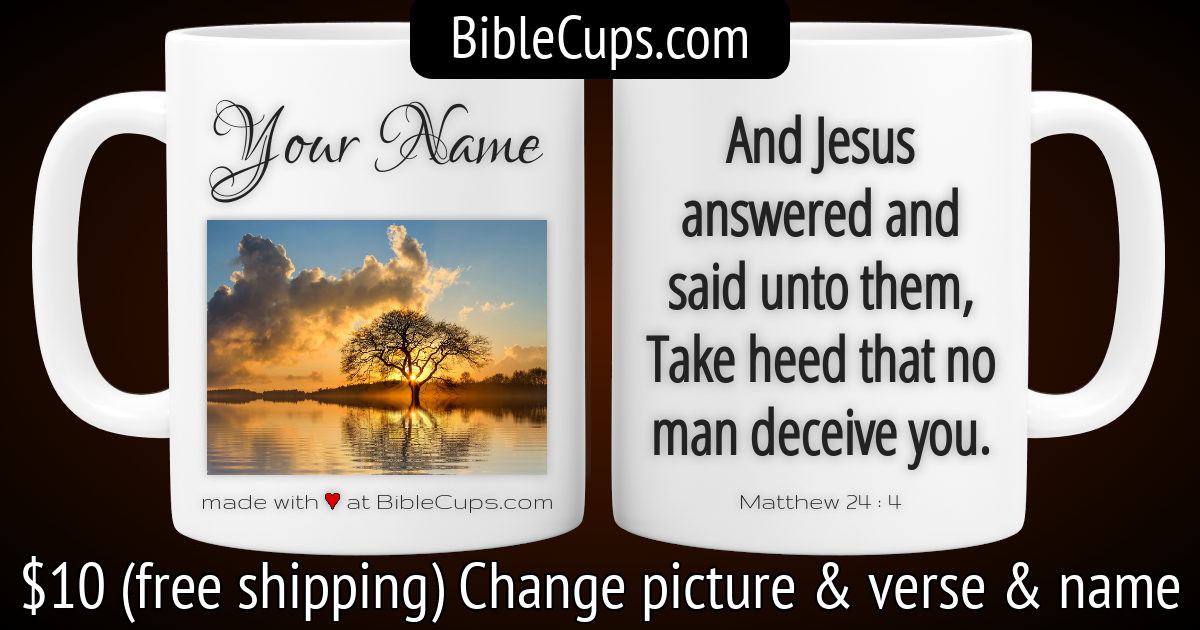 BibleCups.com
Your Name
made with ♥ at BibleCups.com
And Jesus
answered and
said unto them,
Take heed that no
man deceive you.
Matthew 24 : 4
$10 (free shipping) Change picture & verse & name